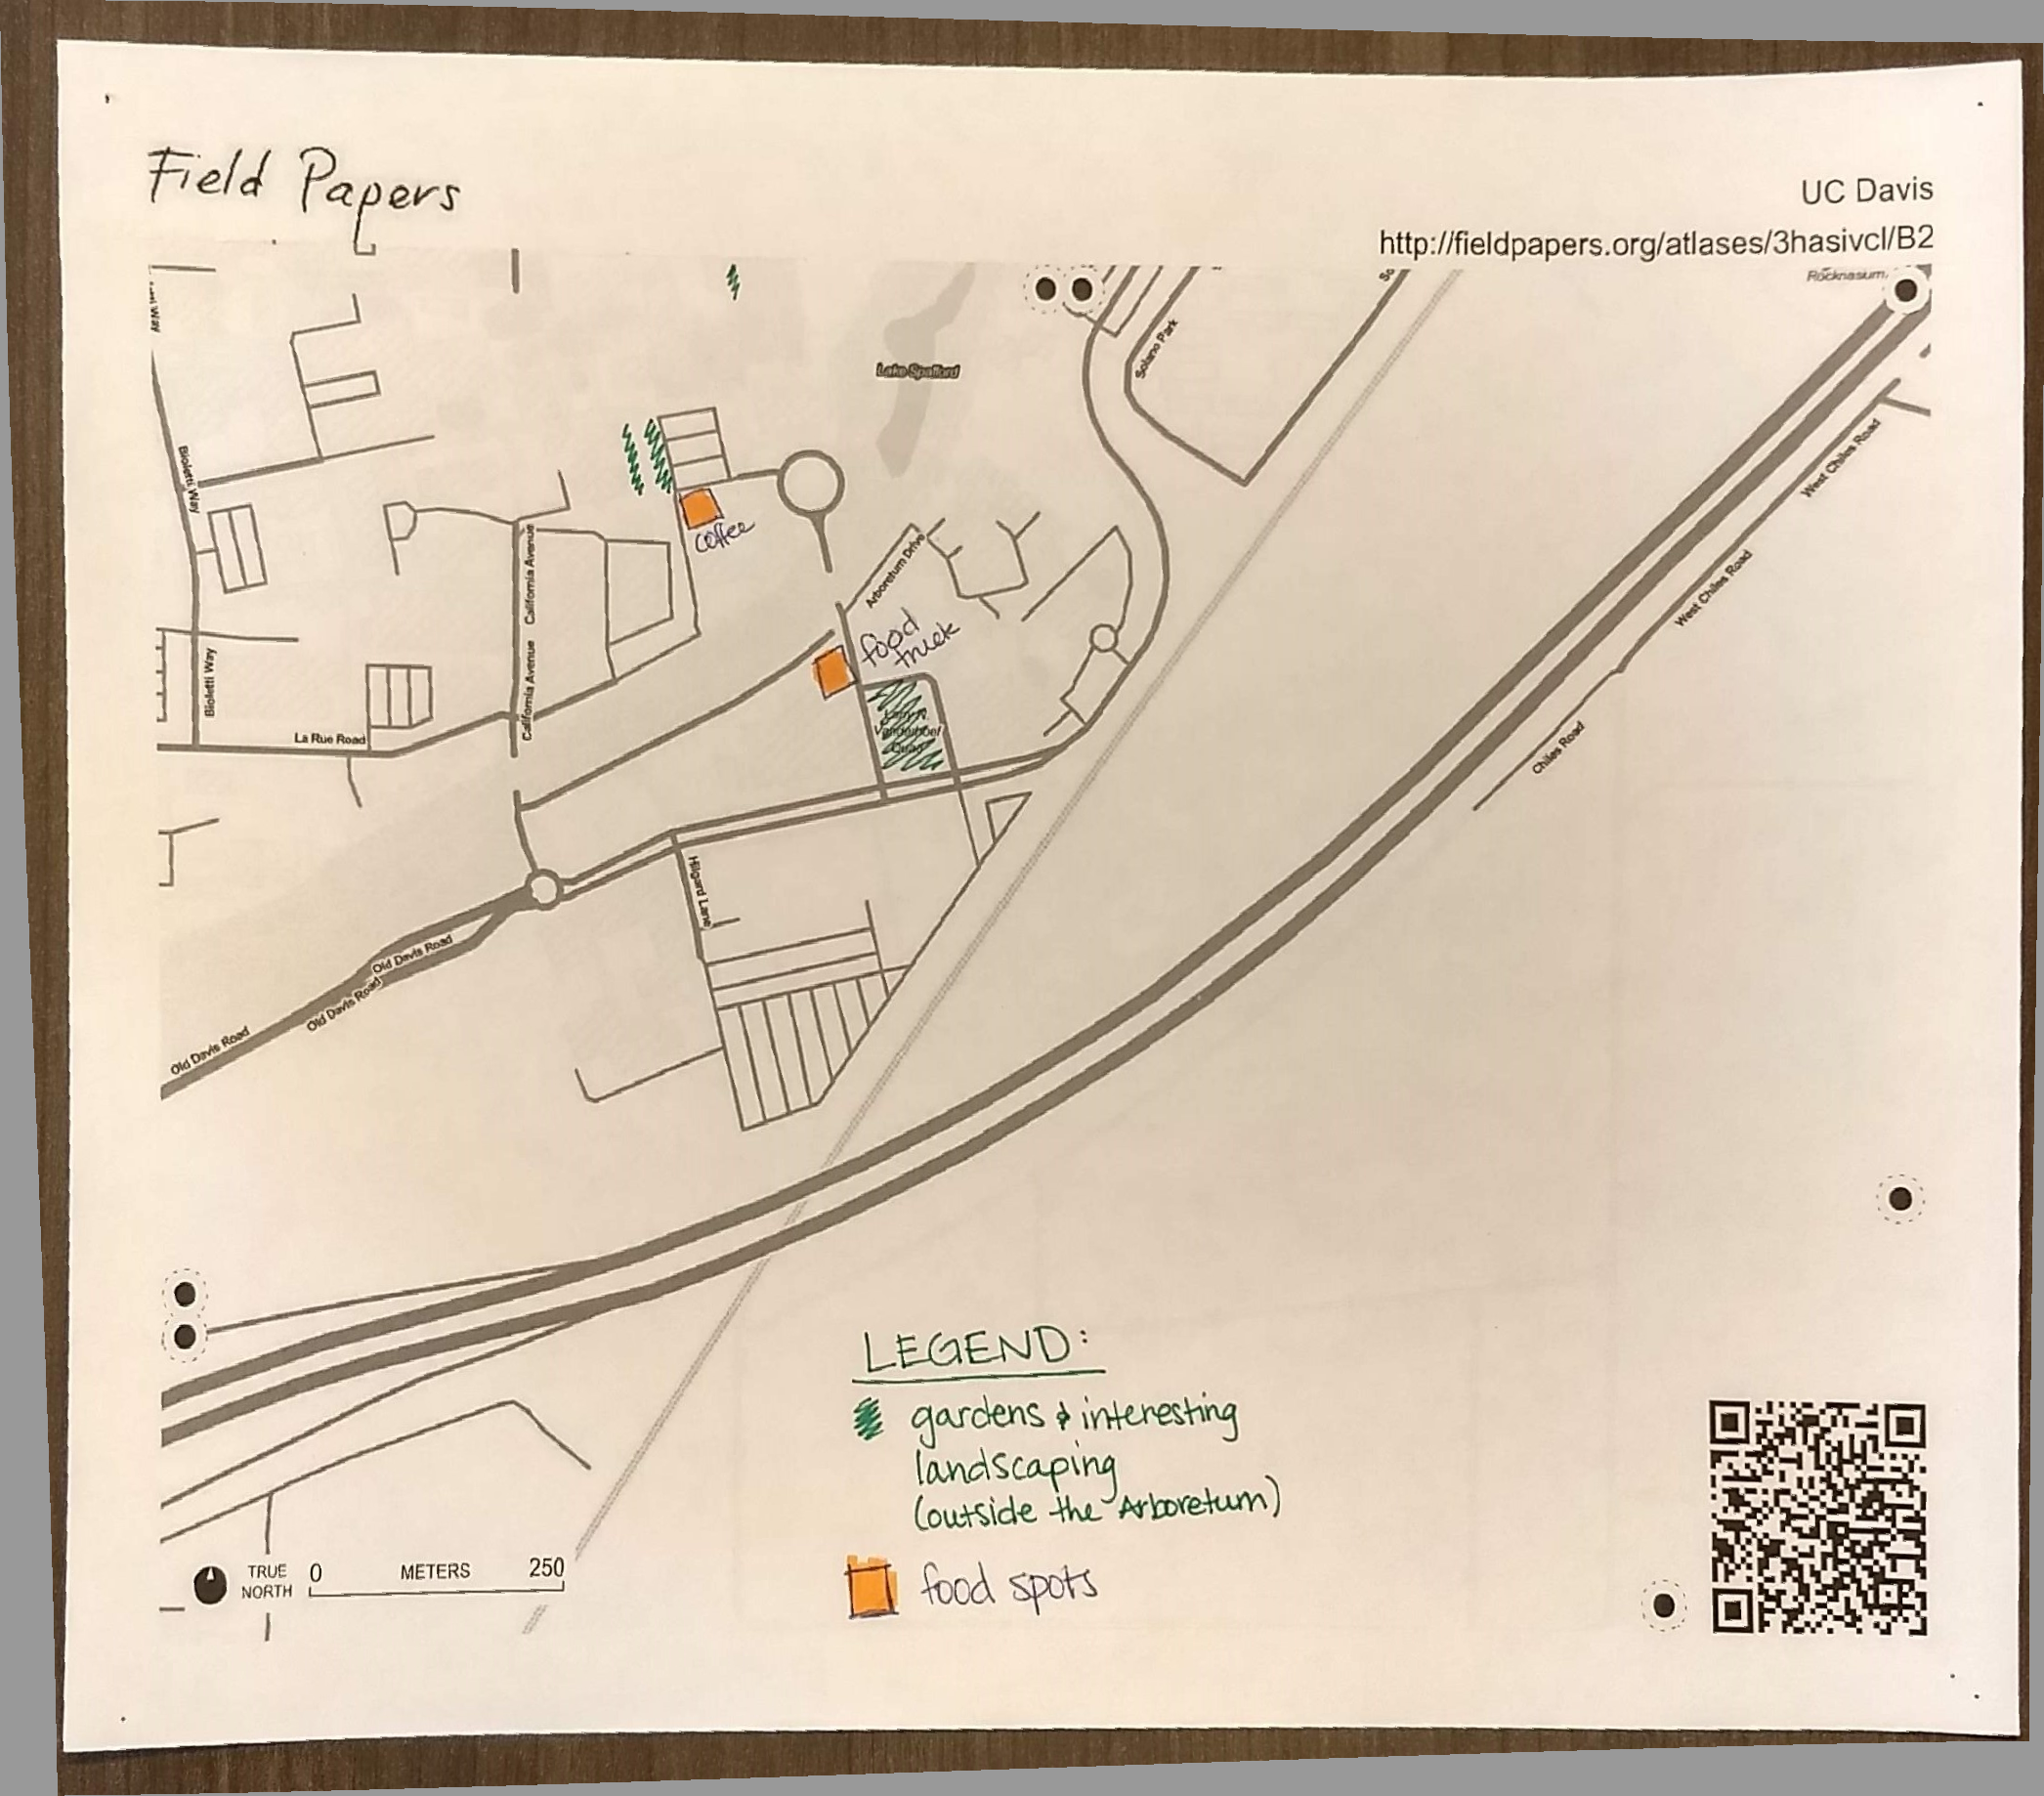 Field Papers
UC Davis
http://fieldpapers.org/atlases/3hasivcl/B2
Rocknasium
Solano Park
Lake Spafford
West Chiles Road
Bioletti Way
coffee
California Avenue
Arboretum Drive
West Chiles Road
food
truck
Bioletti Way
California Avenue
Vanderhoef
Quad
La Rue Road
Chiles Road
Hilgard Lane
Old Davis Road
Old Davis Road
Old Davis Road
LEGEND:
gardens & interesting
landscaping
(outside the Arboretum)
food spots
TRUE
NORTH
0 METERS 250